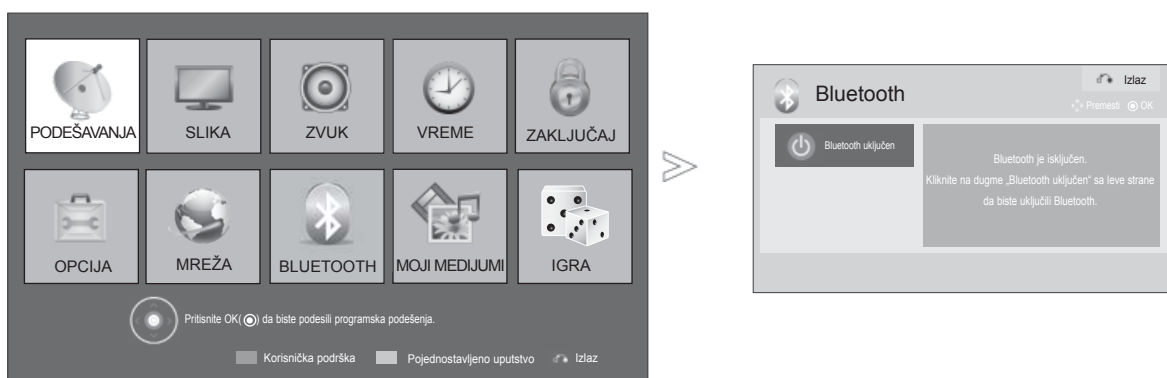 PODEŠAVANJA
SLIKA
ZVUK
VREME
ZAKLJUČAJ
OPCIJA
MREŽA
BLUETOOTH
MOJI MEDIJUMI
IGRA
Pritisnite OK( ) da biste podesili programska podešenja.
Korisnička podrška
Pojednostavljeno uputstvo
Izlaz
Bluetooth
Izlaz
Premesti
OK
Bluetooth uključen
Bluetooth je isključen.
Kliknite na dugme „Bluetooth uključen“ sa leve strane
da biste uključili Bluetooth.